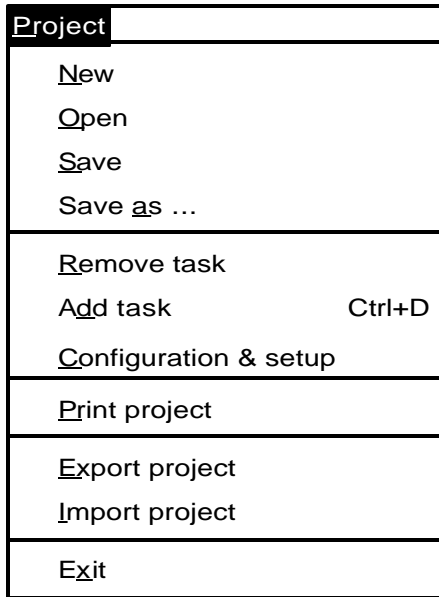 Project
New
Open
Save
Save as ...
Remove task
Add task Ctrl+D
Configuration & setup
Print project
Export project
Import project
Exit